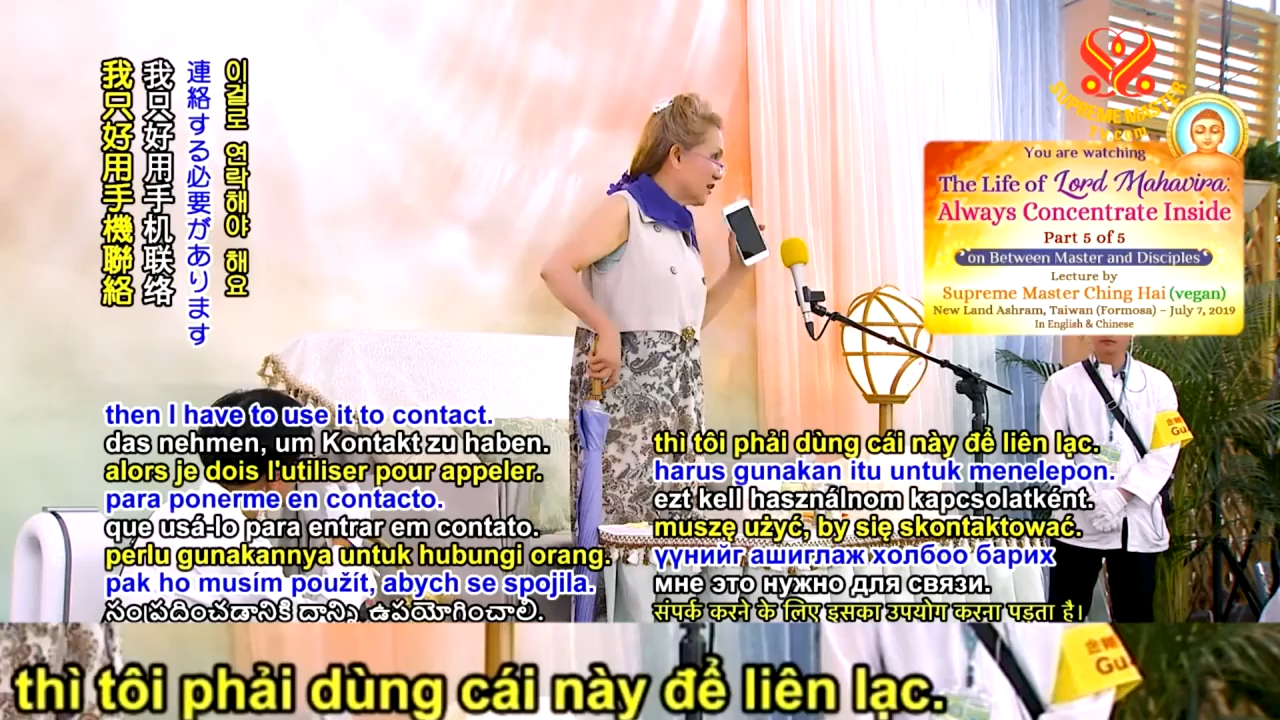 我只好用手機聯絡
我只好用手机联络
連絡する必要があります
이걸로 연락해야 해요
SUPREME MASTER
TV.com
You are watching
The Life of Lord Mahavira:
Always Concentrate Inside
Part 5 of 5
on Between Master and Disciples
Lecture by
Supreme Master Ching Hai (vegan)
New Land Ashram, Taiwan (Formosa) – July 7, 2019
In English & Chinese
then I have to use it to contact.
das nehmen, um Kontakt zu haben.
alors je dois l'utiliser pour appeler.
para ponerme en contacto.
que usá-lo para entrar em contato.
perlu gunakannya untuk hubungi orang.
pak ho musím použít, abych se spojila.
సంప్రదించడానికి దాన్ని ఉపయోగించాలి.
thì tôi phải dùng cái này để liên lạc.
harus gunakan itu untuk menelepon.
ezt kell használnom kapcsolatként.
muszę użyć, by się skontaktować.
үүнийг ашиглаж холбоо барих
мне это нужно для связи.
संपर्क करने के लिए इसका उपयोग करना पड़ता है।
thì tôi phải dùng cái này để liên lạc.